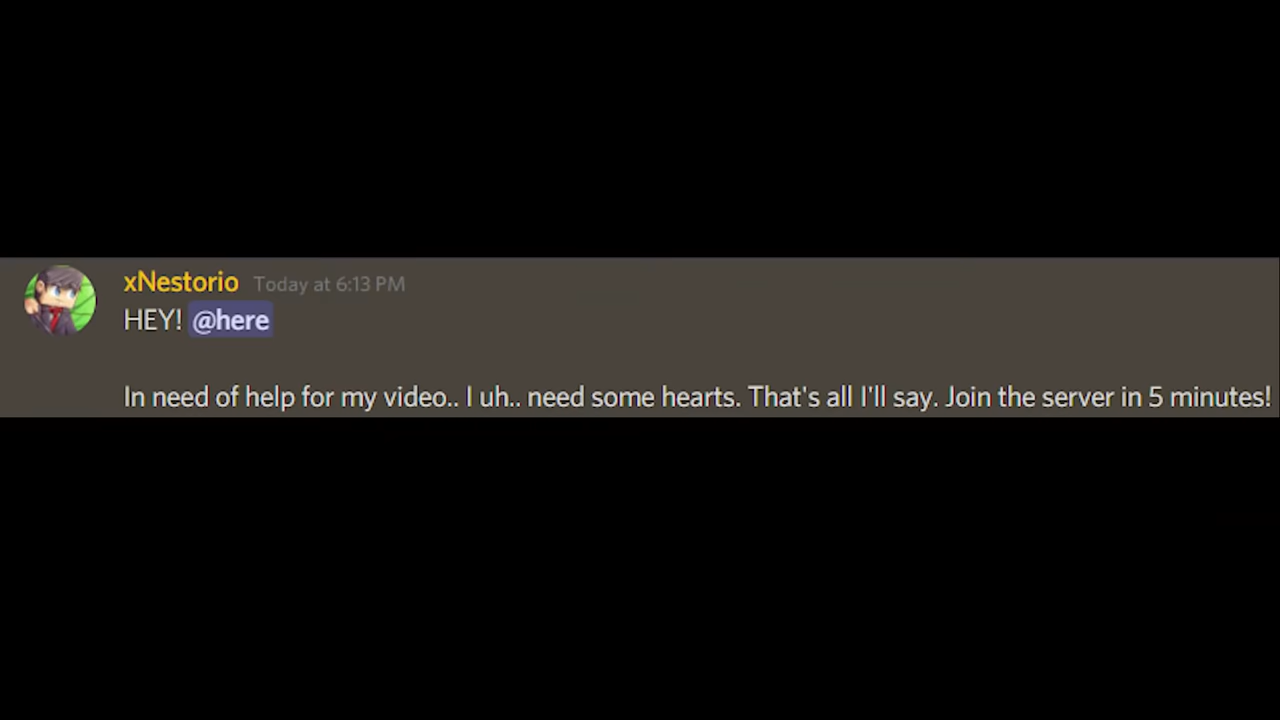 xNestorio Today at 6:13 PM
HEY! @here
In need of help for my video.. I uh.. need some hearts. That's all I'll say. Join the server in 5 minutes!